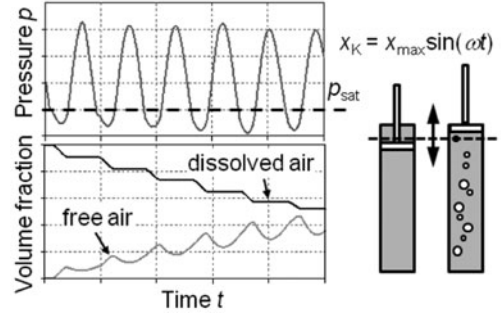 Pressure p
p_sat
x_K = x_max sin(ωt)
Volume fraction
dissolved air
free air
Time t